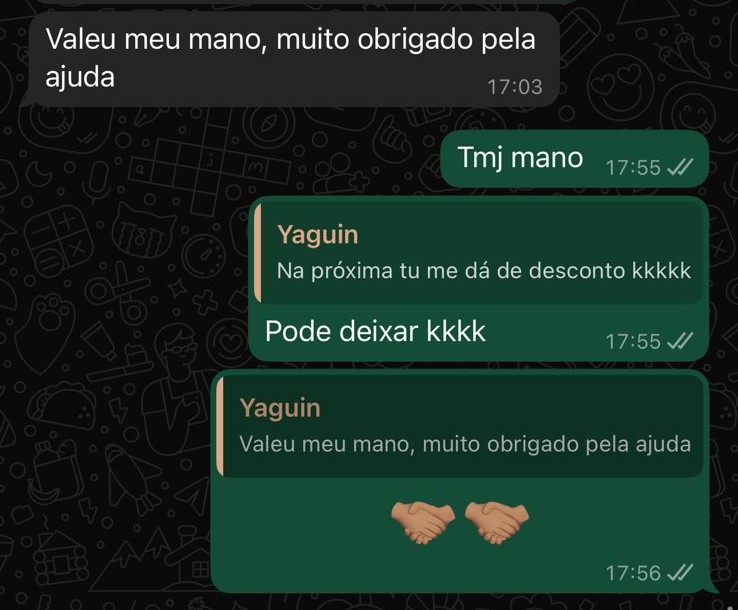 Valeu meu mano, muito obrigado pela
ajuda
17:03
Tmj mano 17:55
Yaguin
Na próxima tu me dá de desconto kkkkk
Pode deixar kkkk 17:55
Yaguin
Valeu meu mano, muito obrigado pela ajuda
🤝🏽 🤝🏽
17:56